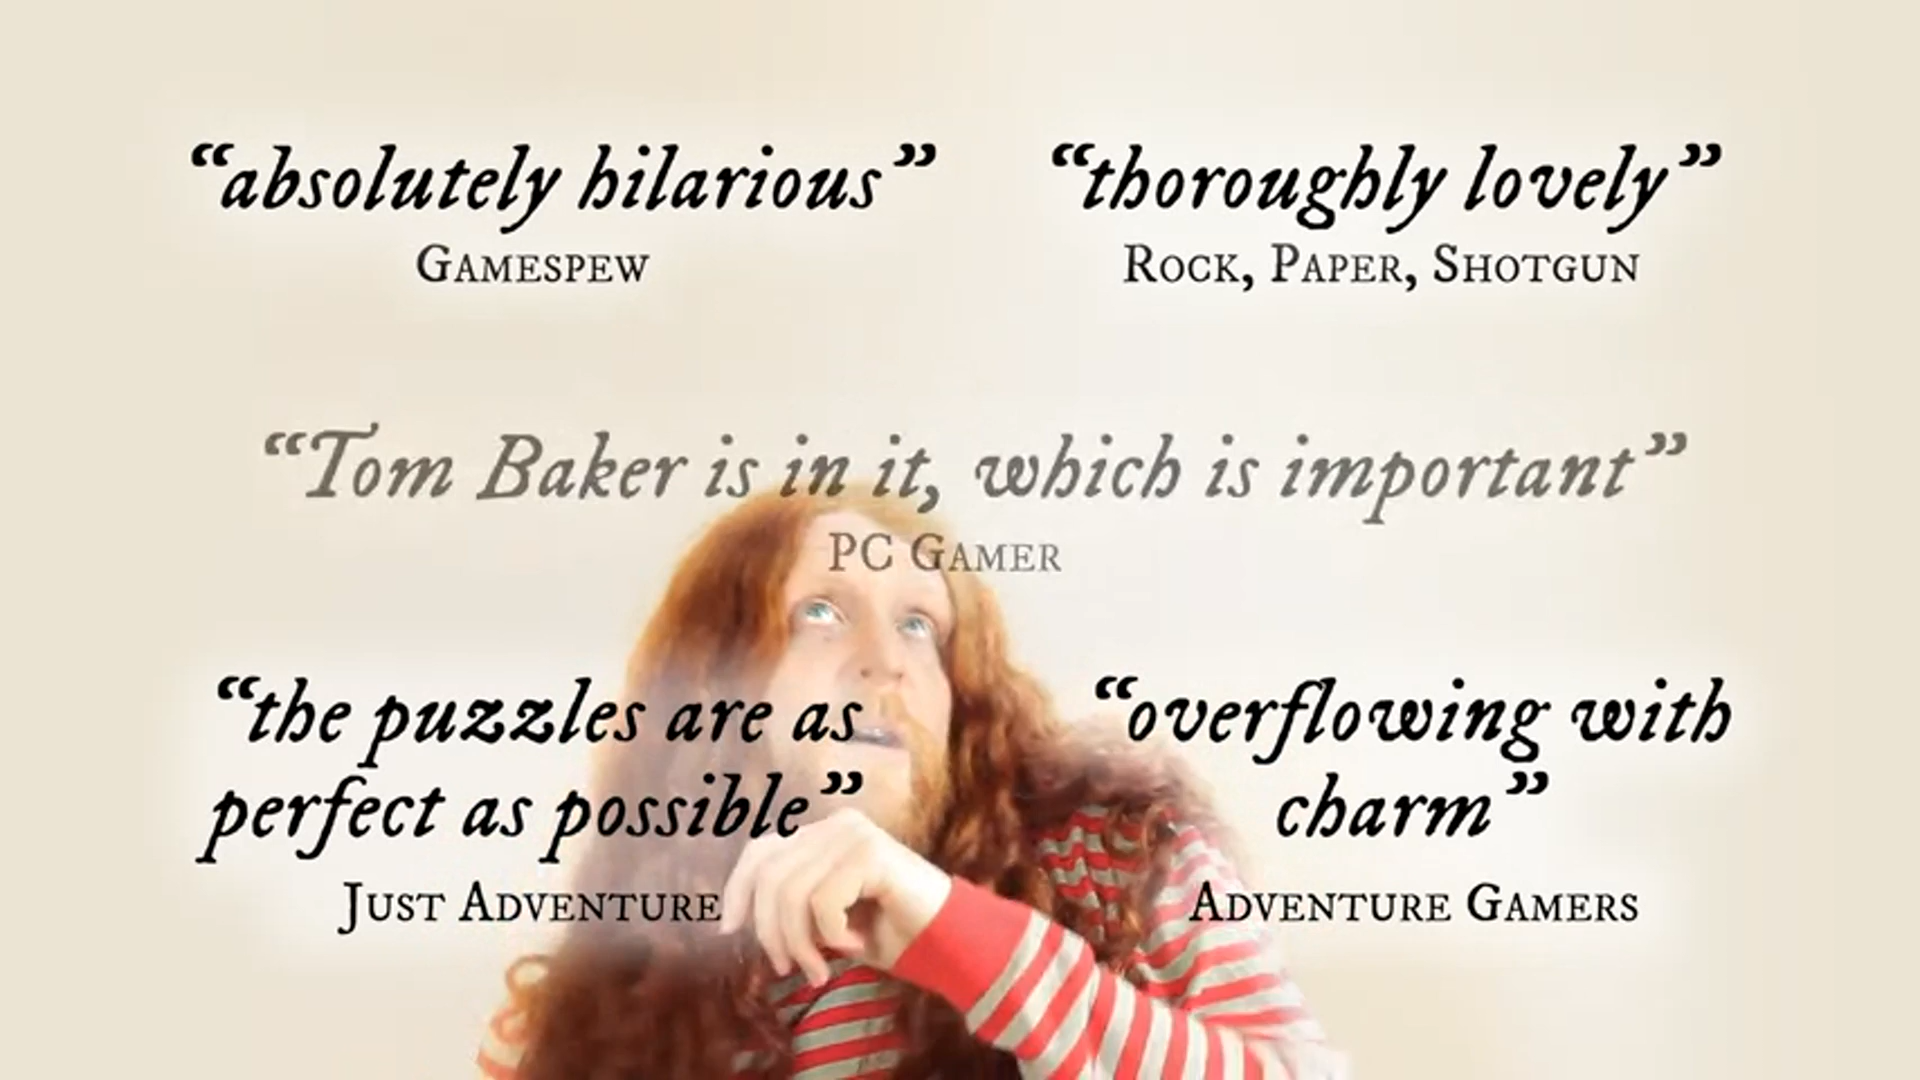 “absolutely hilarious”
Gamespew
“thoroughly lovely”
Rock, Paper, Shotgun
“Tom Baker is in it, which is important”
PC Gamer
“the puzzles are as
perfect as possible”
Just Adventure
“overflowing with
charm”
Adventure Gamers